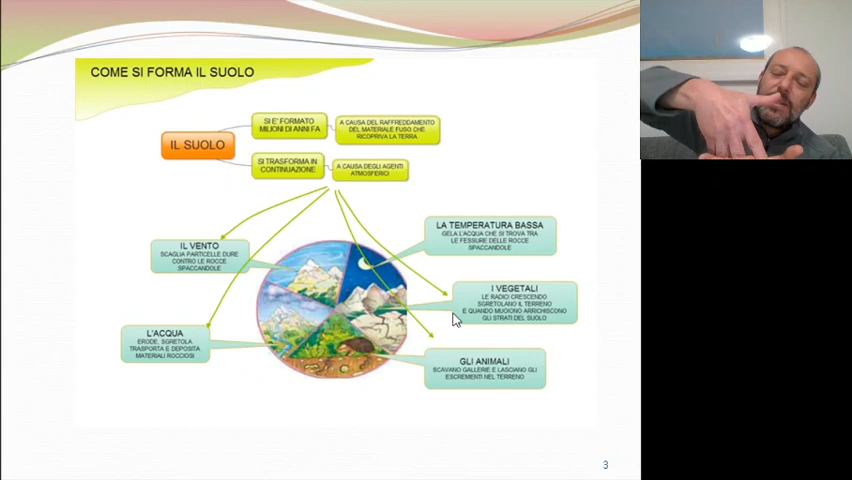 COME SI FORMA IL SUOLO
IL SUOLO
SI E' FORMATO
MILIONI DI ANNI FA
A CAUSA DEL RAFFREDDAMENTO
DEL MATERIALE FUSO CHE
RICOPRIVA LA TERRA
SI TRASFORMA IN
CONTINUAZIONE
A CAUSA DEGLI AGENTI
ATMOSFERICI
IL VENTO
SCAGLIA PARTICELLE DURE
CONTRO LE ROCCE
SPACCANDOLE
LA TEMPERATURA BASSA
GELA L'ACQUA CHE SI TROVA TRA
LE FESSURE DELLE ROCCE
SPACCANDOLE
I VEGETALI
LE RADICI CRESCENDO
SGRETOLANO IL TERRENO
E QUANDO MUOIONO ARRICHISCONO
GLI STRATI DEL SUOLO
L'ACQUA
ERODE, SGRETOLA
TRASPORTA E DEPOSITA
MATERIALI ROCCIOSI
GLI ANIMALI
SCAVANO GALLERIE E LASCIANO GLI
ESCREMENTI NEL TERRENO
3